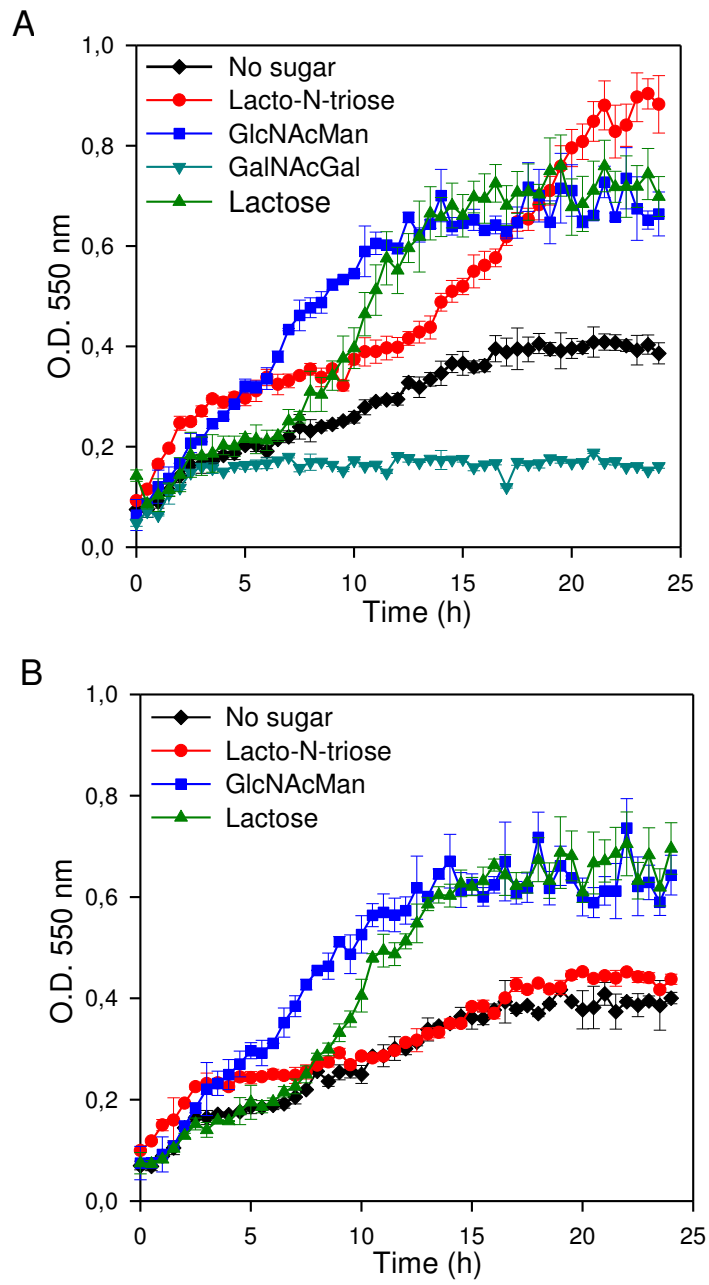 A
1,0
0,8
0,6
0,4
0,2
0,0
O.D. 550 nm
No sugar
Lacto-N-triose
GlcNAcMan
GalNAcGal
Lactose
0 5 10 15 20 25
Time (h)
B
1,0
0,8
0,6
0,4
0,2
0,0
O.D. 550 nm
No sugar
Lacto-N-triose
GlcNAcMan
Lactose
0 5 10 15 20 25
Time (h)